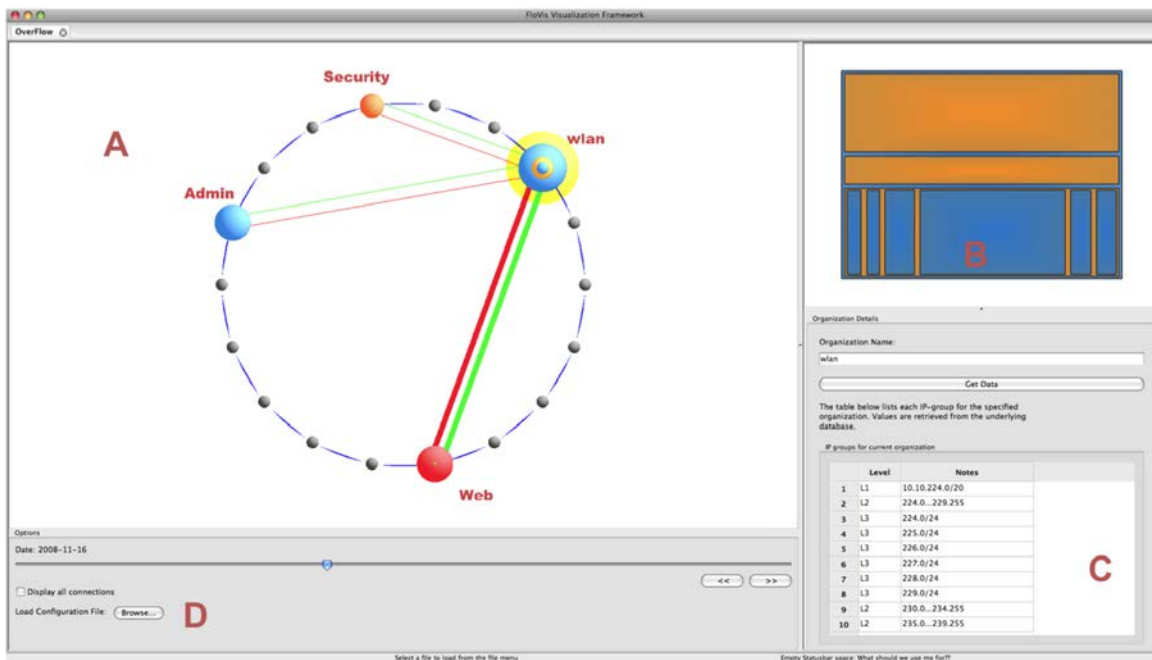 FloVis Visualization Framework
OverFlow
Security
A
wlan
Admin
Web
B
Organization Details
Organization Name:
wlan
Get Data
The table below lists each IP-group for the specified
organization. Values are retrieved from the underlying
database.
IP groups for current organization
Level Notes
1 L1 10.10.224.0/20
2 L2 224.0...229.255
3 L3 224.0/24
4 L3 225.0/24
5 L3 226.0/24
6 L3 227.0/24
7 L3 228.0/24
8 L3 229.0/24
9 L2 230.0...234.255
10 L2 235.0...239.255
C
Options
Date: 2008-11-16
<< >>
Display all connections
Load Configuration File: Browse...
D
Select a file to load from the file menu
Empty Statusbar space: What should we use me for??